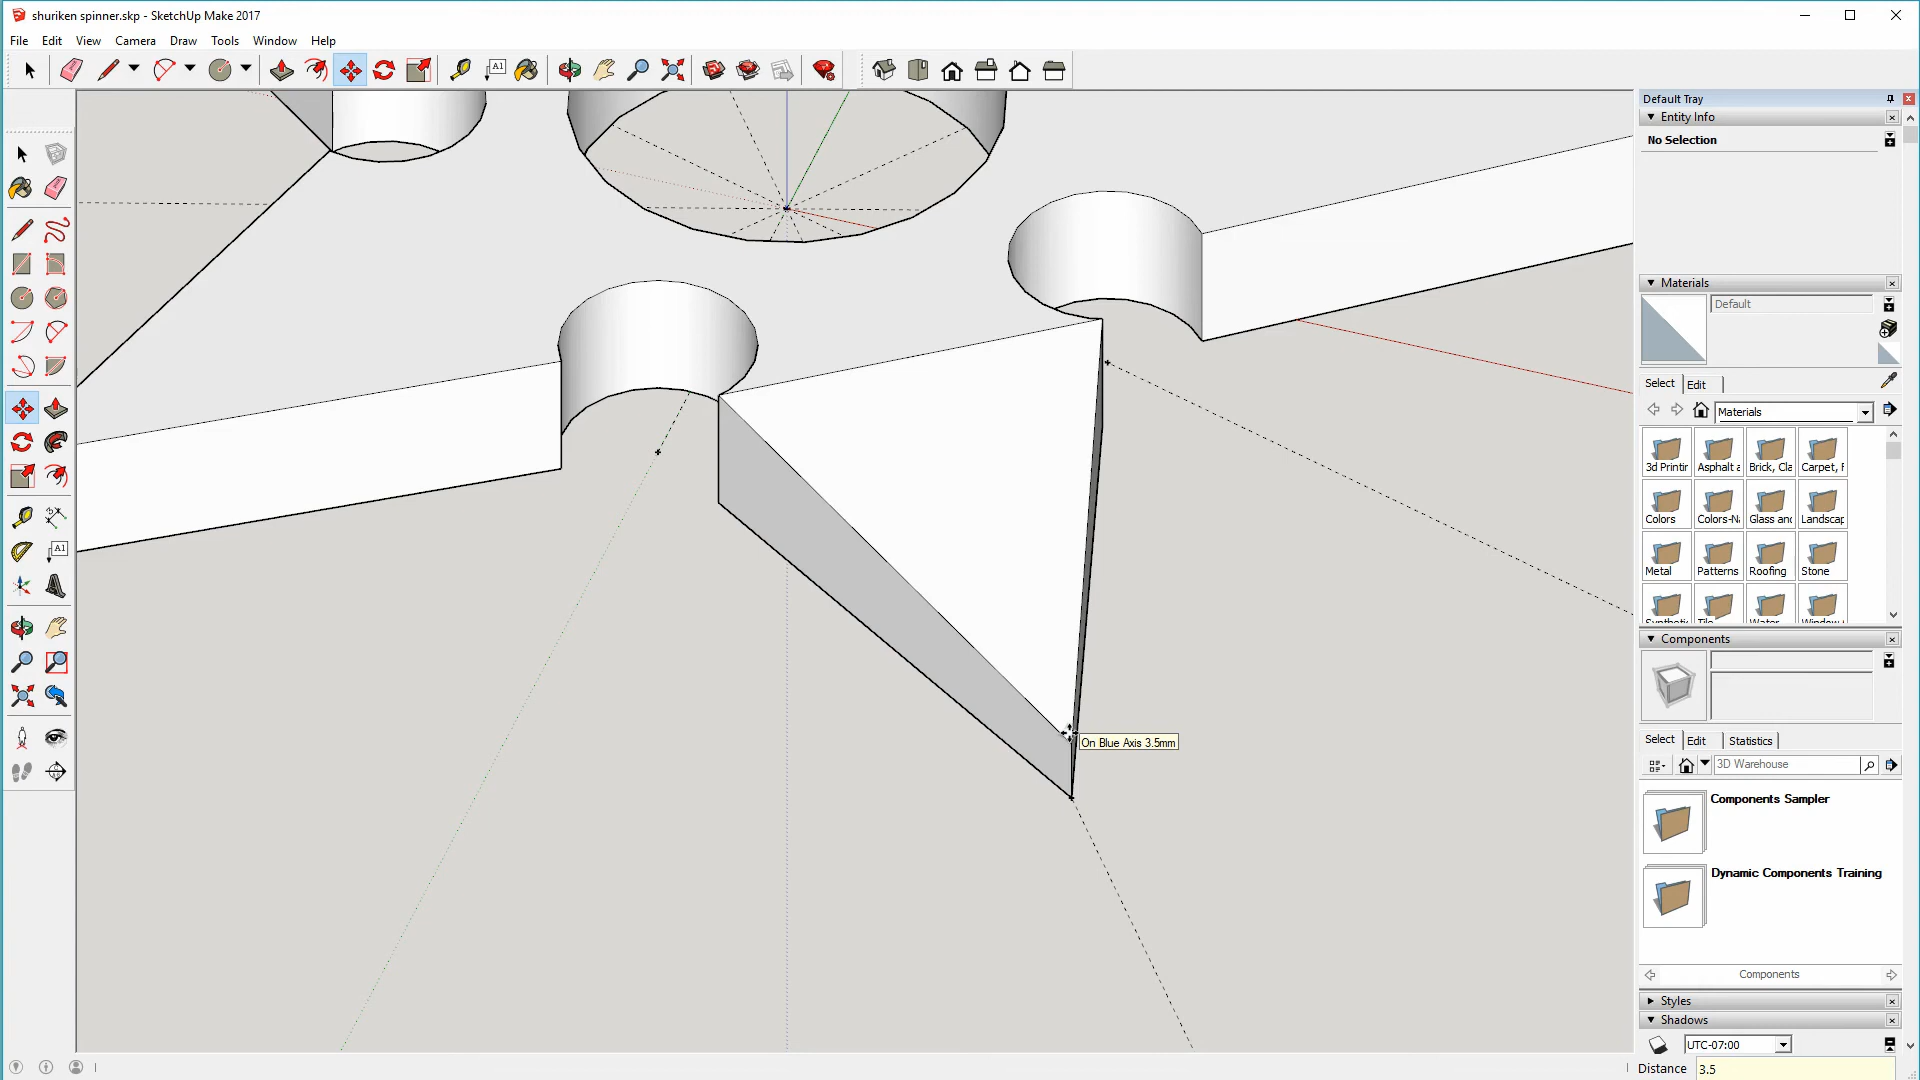 shuriken spinner.skp - SketchUp Make 2017
File Edit View Camera Draw Tools Window Help
A1
Default Tray
Entity Info
No Selection
Materials
Default
Select Edit
Materials
3d Printir Asphalt a Brick, Cla Carpet, F
Colors Colors-Na Glass and Landscap
Metal Patterns Roofing Stone
A1
On Blue Axis 3.5mm
Components
Select Edit Statistics
3D Warehouse
Components Sampler
Dynamic Components Training
Components
Styles
Shadows
UTC-07:00
Distance 3.5